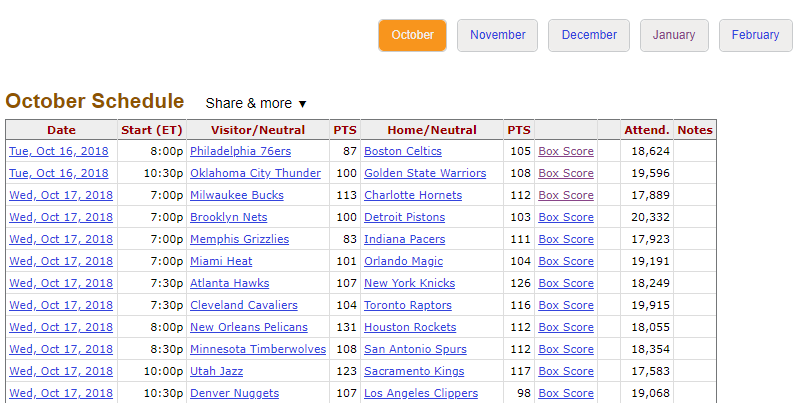 October November December January February
October Schedule Share & more ▼
Date Start (ET) Visitor/Neutral PTS Home/Neutral PTS Attend. Notes
Tue, Oct 16, 2018 8:00p Philadelphia 76ers 87 Boston Celtics 105 Box Score 18,624
Tue, Oct 16, 2018 10:30p Oklahoma City Thunder 100 Golden State Warriors 108 Box Score 19,596
Wed, Oct 17, 2018 7:00p Milwaukee Bucks 113 Charlotte Hornets 112 Box Score 17,889
Wed, Oct 17, 2018 7:00p Brooklyn Nets 100 Detroit Pistons 103 Box Score 20,332
Wed, Oct 17, 2018 7:00p Memphis Grizzlies 83 Indiana Pacers 111 Box Score 17,923
Wed, Oct 17, 2018 7:00p Miami Heat 101 Orlando Magic 104 Box Score 19,191
Wed, Oct 17, 2018 7:30p Atlanta Hawks 107 New York Knicks 126 Box Score 18,249
Wed, Oct 17, 2018 7:30p Cleveland Cavaliers 104 Toronto Raptors 116 Box Score 19,915
Wed, Oct 17, 2018 8:00p New Orleans Pelicans 131 Houston Rockets 112 Box Score 18,055
Wed, Oct 17, 2018 8:30p Minnesota Timberwolves 108 San Antonio Spurs 112 Box Score 18,354
Wed, Oct 17, 2018 10:00p Utah Jazz 123 Sacramento Kings 117 Box Score 17,583
Wed, Oct 17, 2018 10:30p Denver Nuggets 107 Los Angeles Clippers 98 Box Score 19,068